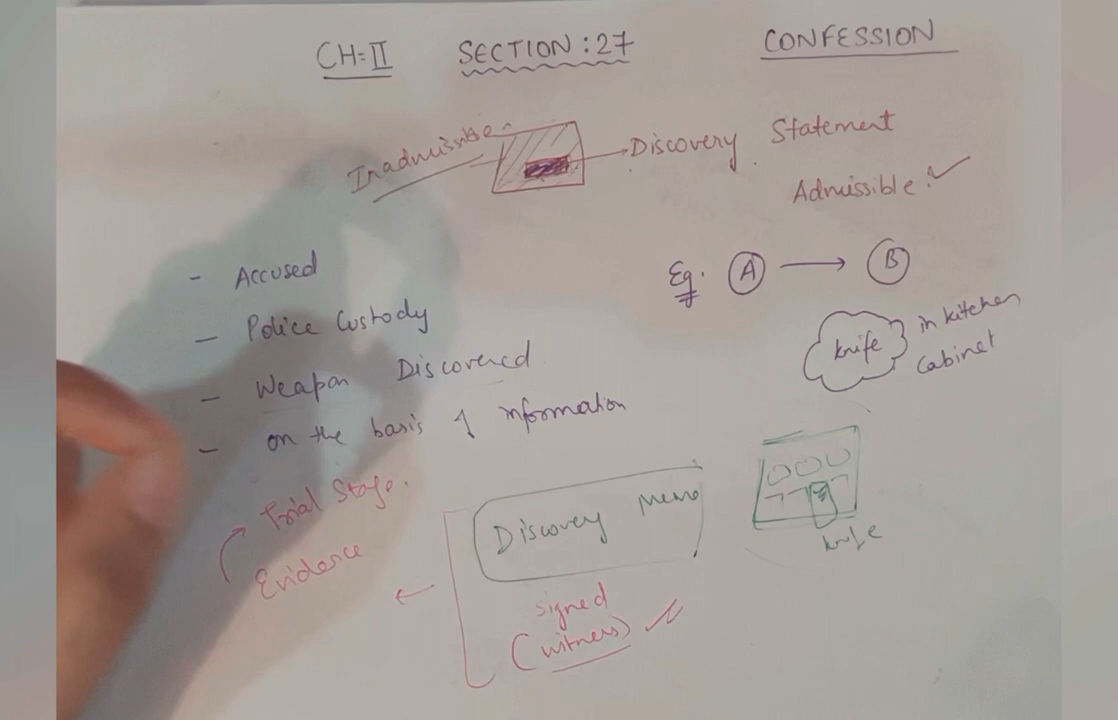 CH=II SECTION:27 CONFESSION
Inadmissible
Discovery Statement
Admissible.
- Accused
- Police Custody
- Weapon Discovered
- on the basis of information
Eg. A → B
knife in kitchen
cabinet
knife
Trial Stage.
Evidence
Discovery Memo
signed
(witness)